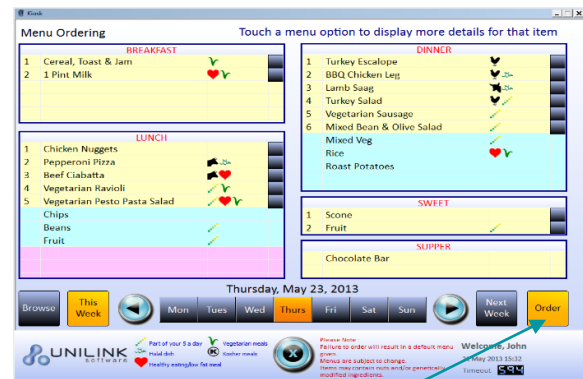 Kiosk
Menu Ordering
Touch a menu option to display more details for that item
BREAKFAST
1 Cereal, Toast & Jam
2 1 Pint Milk
LUNCH
1 Chicken Nuggets
2 Pepperoni Pizza
3 Beef Ciabatta
4 Vegetarian Ravioli
5 Vegetarian Pesto Pasta Salad
Chips
Beans
Fruit
DINNER
1 Turkey Escalope
2 BBQ Chicken Leg
3 Lamb Saag
4 Turkey Salad
5 Vegetarian Sausage
6 Mixed Bean & Olive Salad
Mixed Veg
Rice
Roast Potatoes
SWEET
1 Scone
2 Fruit
SUPPER
Chocolate Bar
Thursday, May 23, 2013
Browse
This Week
Mon Tues Wed Thurs Fri Sat Sun
Next Week
Order
UNILINK
software
Part of your 5 a day
Vegetarian meals
Halal dish
K Kosher meals
Healthy eating/low fat meal
Please Note
Failure to order will result in a default menu
given.
Menus are subject to change.
Items may contain nuts and/or genetically
modified ingredients.
Welcome, John
May 2013 15:32
Timeout 594